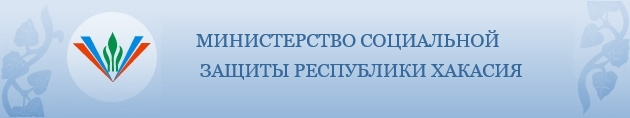 МИНИСТЕРСТВО СОЦИАЛЬНОЙ
ЗАЩИТЫ РЕСПУБЛИКИ ХАКАСИЯ